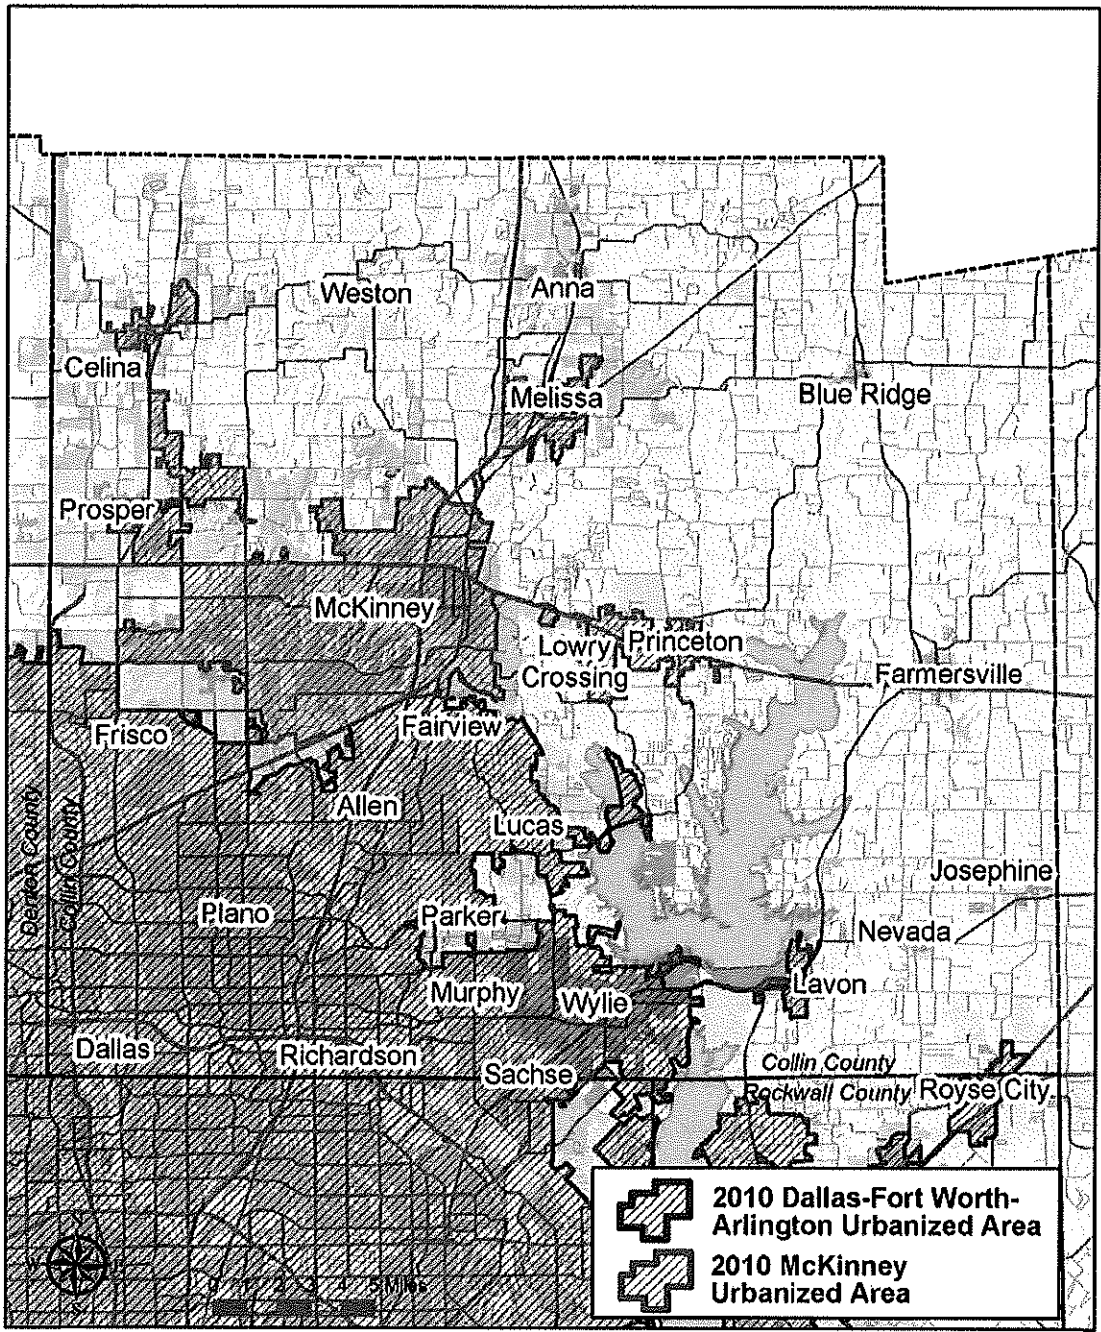 Weston
Anna
Celina
Melissa
Blue Ridge
Prosper
McKinney
Lowry
Crossing
Princeton
Farmersville
Frisco
Fairview
Allen
Lucas
Denton County
Collin County
Josephine
Plano
Parker
Nevada
Murphy
Wylie
Lavon
Dallas
Richardson
Sachse
Collin County
Rockwall County
Royse City
2010 Dallas-Fort Worth-
Arlington Urbanized Area
2010 McKinney
Urbanized Area
0 1 2 3 4 5 Miles